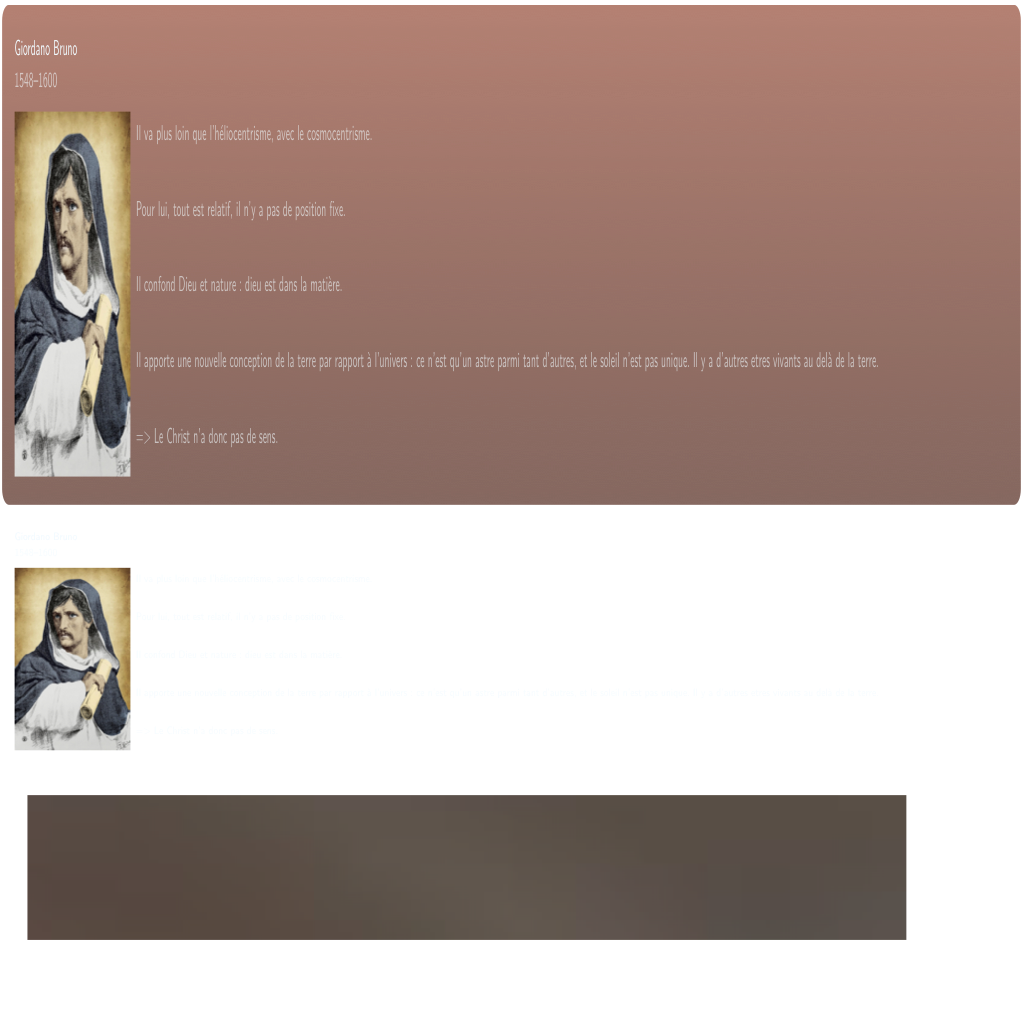 Giordano Bruno
1548–1600
Il va plus loin que l'héliocentrisme, avec le cosmocentrisme.
Pour lui, tout est relatif, il n'y a pas de position fixe.
Il confond Dieu et nature : dieu est dans la matière.
Il apporte une nouvelle conception de la terre par rapport à l'univers : ce n'est qu'un astre parmi tant d'autres, et le soleil n'est pas unique. Il y a d'autres etres vivants au delà de la terre.
=> Le Christ n'a donc pas de sens.